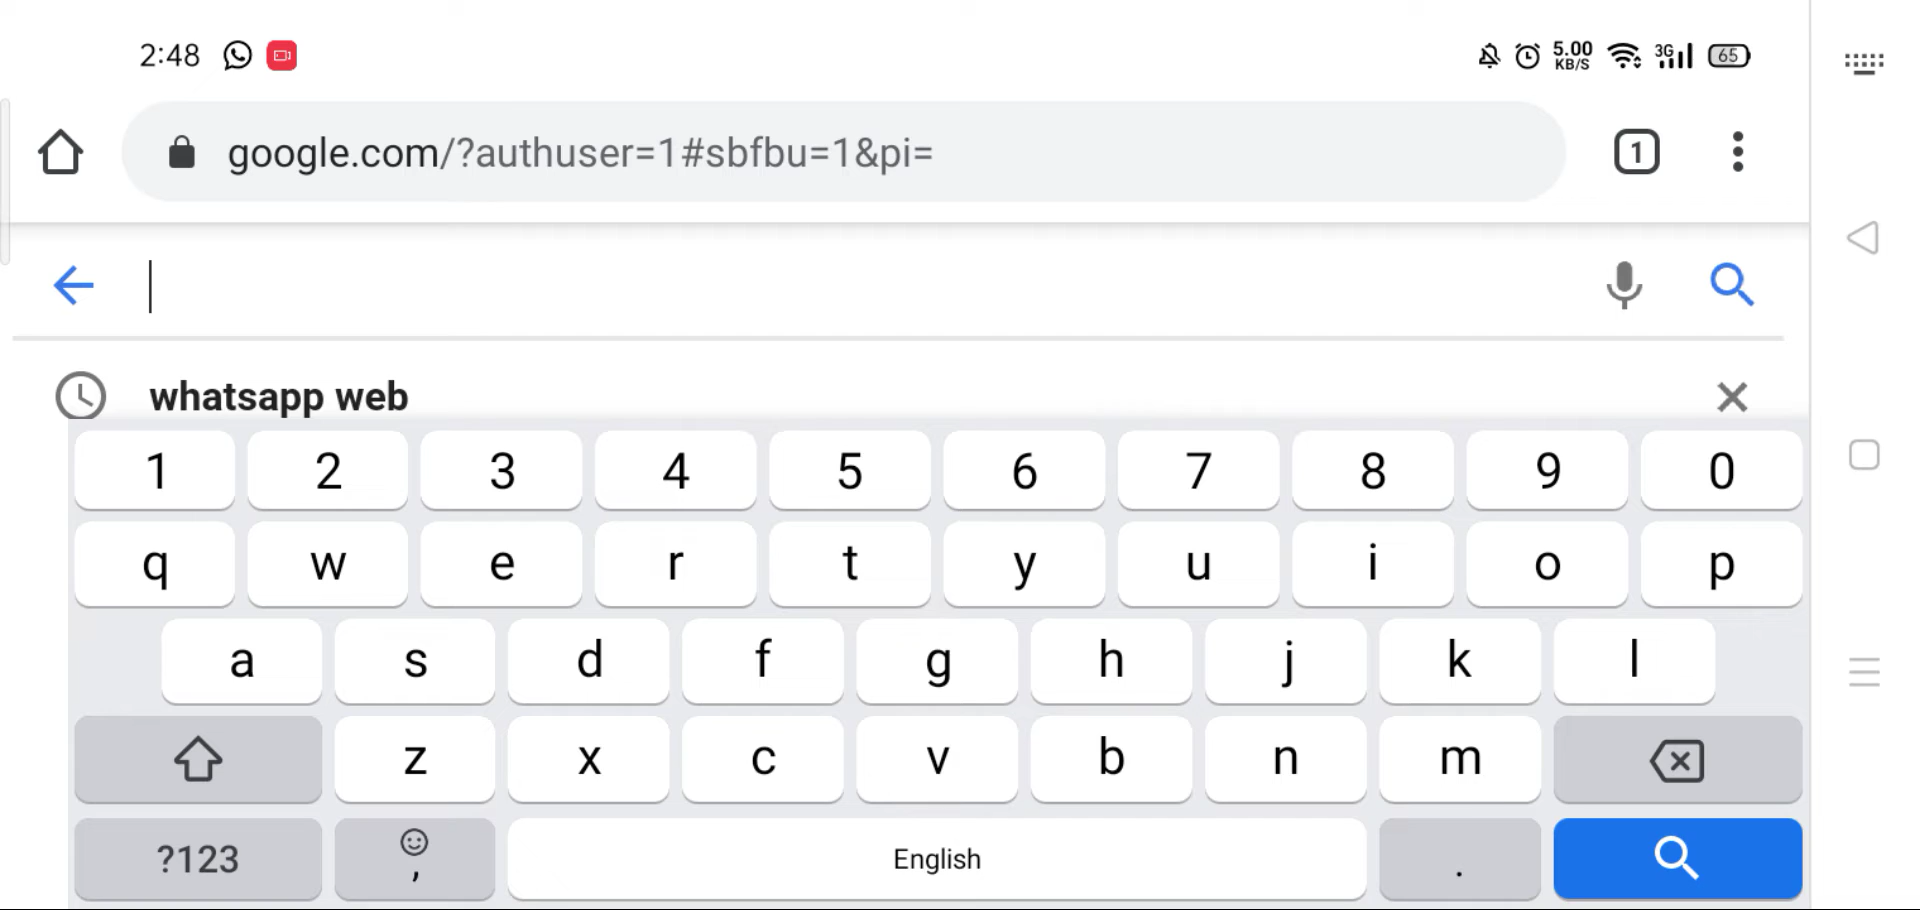 2:48 5.00 KB/S 3G 65
google.com/?authuser=1#sbfbu=1&pi=
1
whatsapp web
1 2 3 4 5 6 7 8 9 0
q w e r t y u i o p
a s d f g h j k l
z x c v b n m
?123 , English .